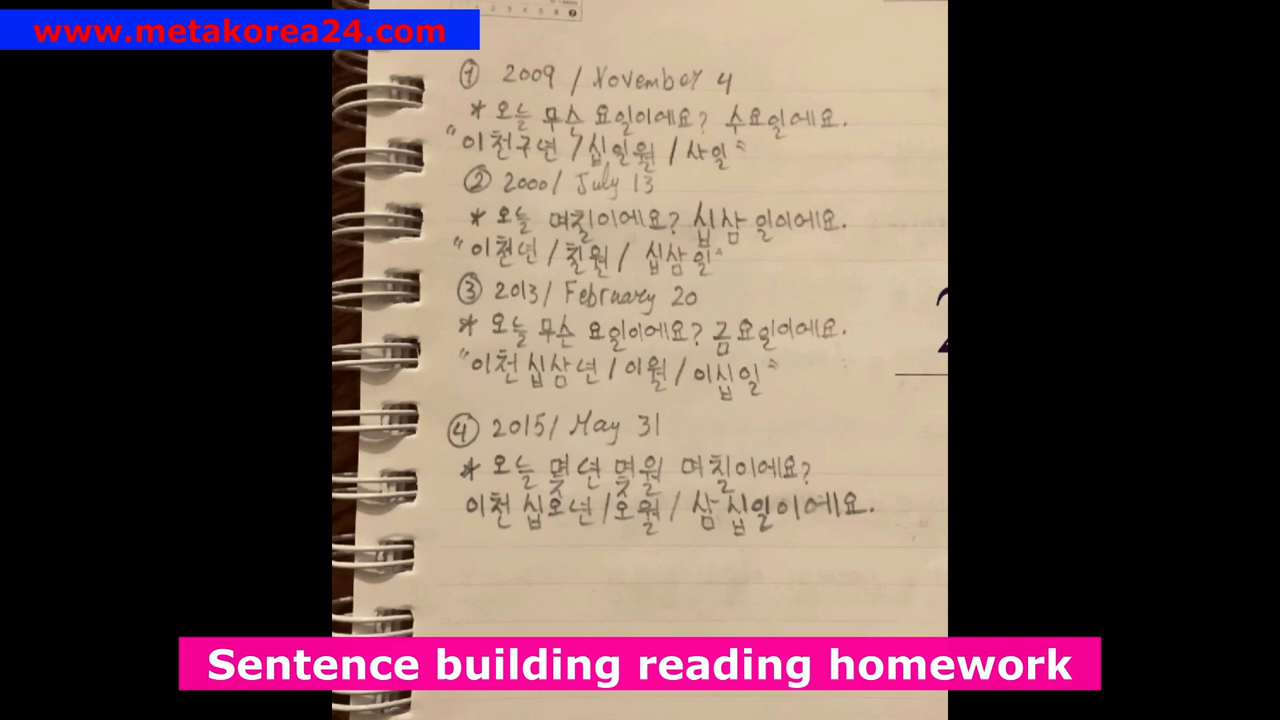 www.metakorea24.com
① 2009 / November 4
* 오늘 무슨 요일이에요? 수요일에요.
"이천구년 / 십일월 / 사일"
② 2000 / July 13
* 오늘 며칠이에요? 십삼 일이에요.
"이천년 / 칠월 / 십삼일"
③ 2013 / February 20
* 오늘 무슨 요일이에요? 금요일이에요.
"이천 십삼년 / 이월 / 이십일"
④ 2015 / May 31
* 오늘 몇년 몇월 며칠이에요?
이천 십오년 / 오월 / 삼십일이에요.
Sentence building reading homework